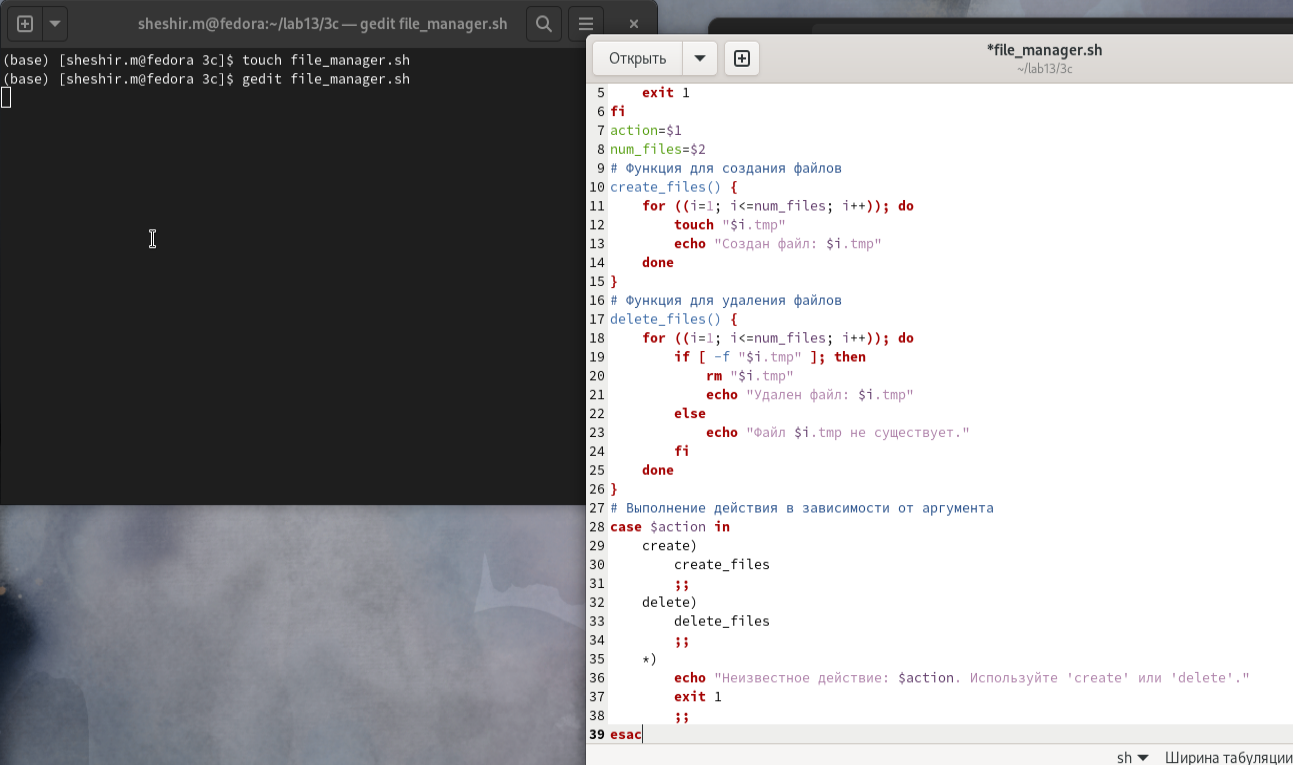 sheshir.m@fedora:~/lab13/3c — gedit file_manager.sh
(base) [sheshir.m@fedora 3c]$ touch file_manager.sh
(base) [sheshir.m@fedora 3c]$ gedit file_manager.sh
Открыть
*file_manager.sh
~/lab13/3c
5     exit 1
6 fi
7 action=$1
8 num_files=$2
9 # Функция для создания файлов
10 create_files() {
11     for ((i=1; i<=num_files; i++)); do
12         touch "$i.tmp"
13         echo "Создан файл: $i.tmp"
14     done
15 }
16 # Функция для удаления файлов
17 delete_files() {
18     for ((i=1; i<=num_files; i++)); do
19         if [ -f "$i.tmp" ]; then
20             rm "$i.tmp"
21             echo "Удален файл: $i.tmp"
22         else
23             echo "Файл $i.tmp не существует."
24         fi
25     done
26 }
27 # Выполнение действия в зависимости от аргумента
28 case $action in
29     create)
30         create_files
31         ;;
32     delete)
33         delete_files
34         ;;
35     *)
36         echo "Неизвестное действие: $action. Используйте 'create' или 'delete'."
37         exit 1
38         ;;
39 esac
sh Ширина табуляции